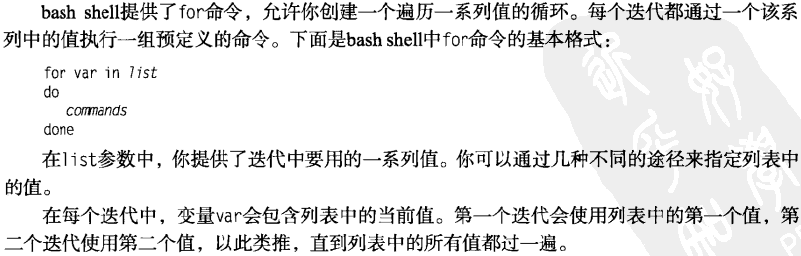 bash shell提供了for命令，允许你创建一个遍历一系列值的循环。每个迭代都通过一个该系
列中的值执行一组预定义的命令。下面是bash shell中for命令的基本格式：
for var in list
do
commands
done
在list参数中，你提供了迭代中要用的一系列值。你可以通过几种不同的途径来指定列表中
的值。
在每个迭代中，变量var会包含列表中的当前值。第一个迭代会使用列表中的第一个值，第
二个迭代使用第二个值，以此类推，直到列表中的所有值都过一遍。